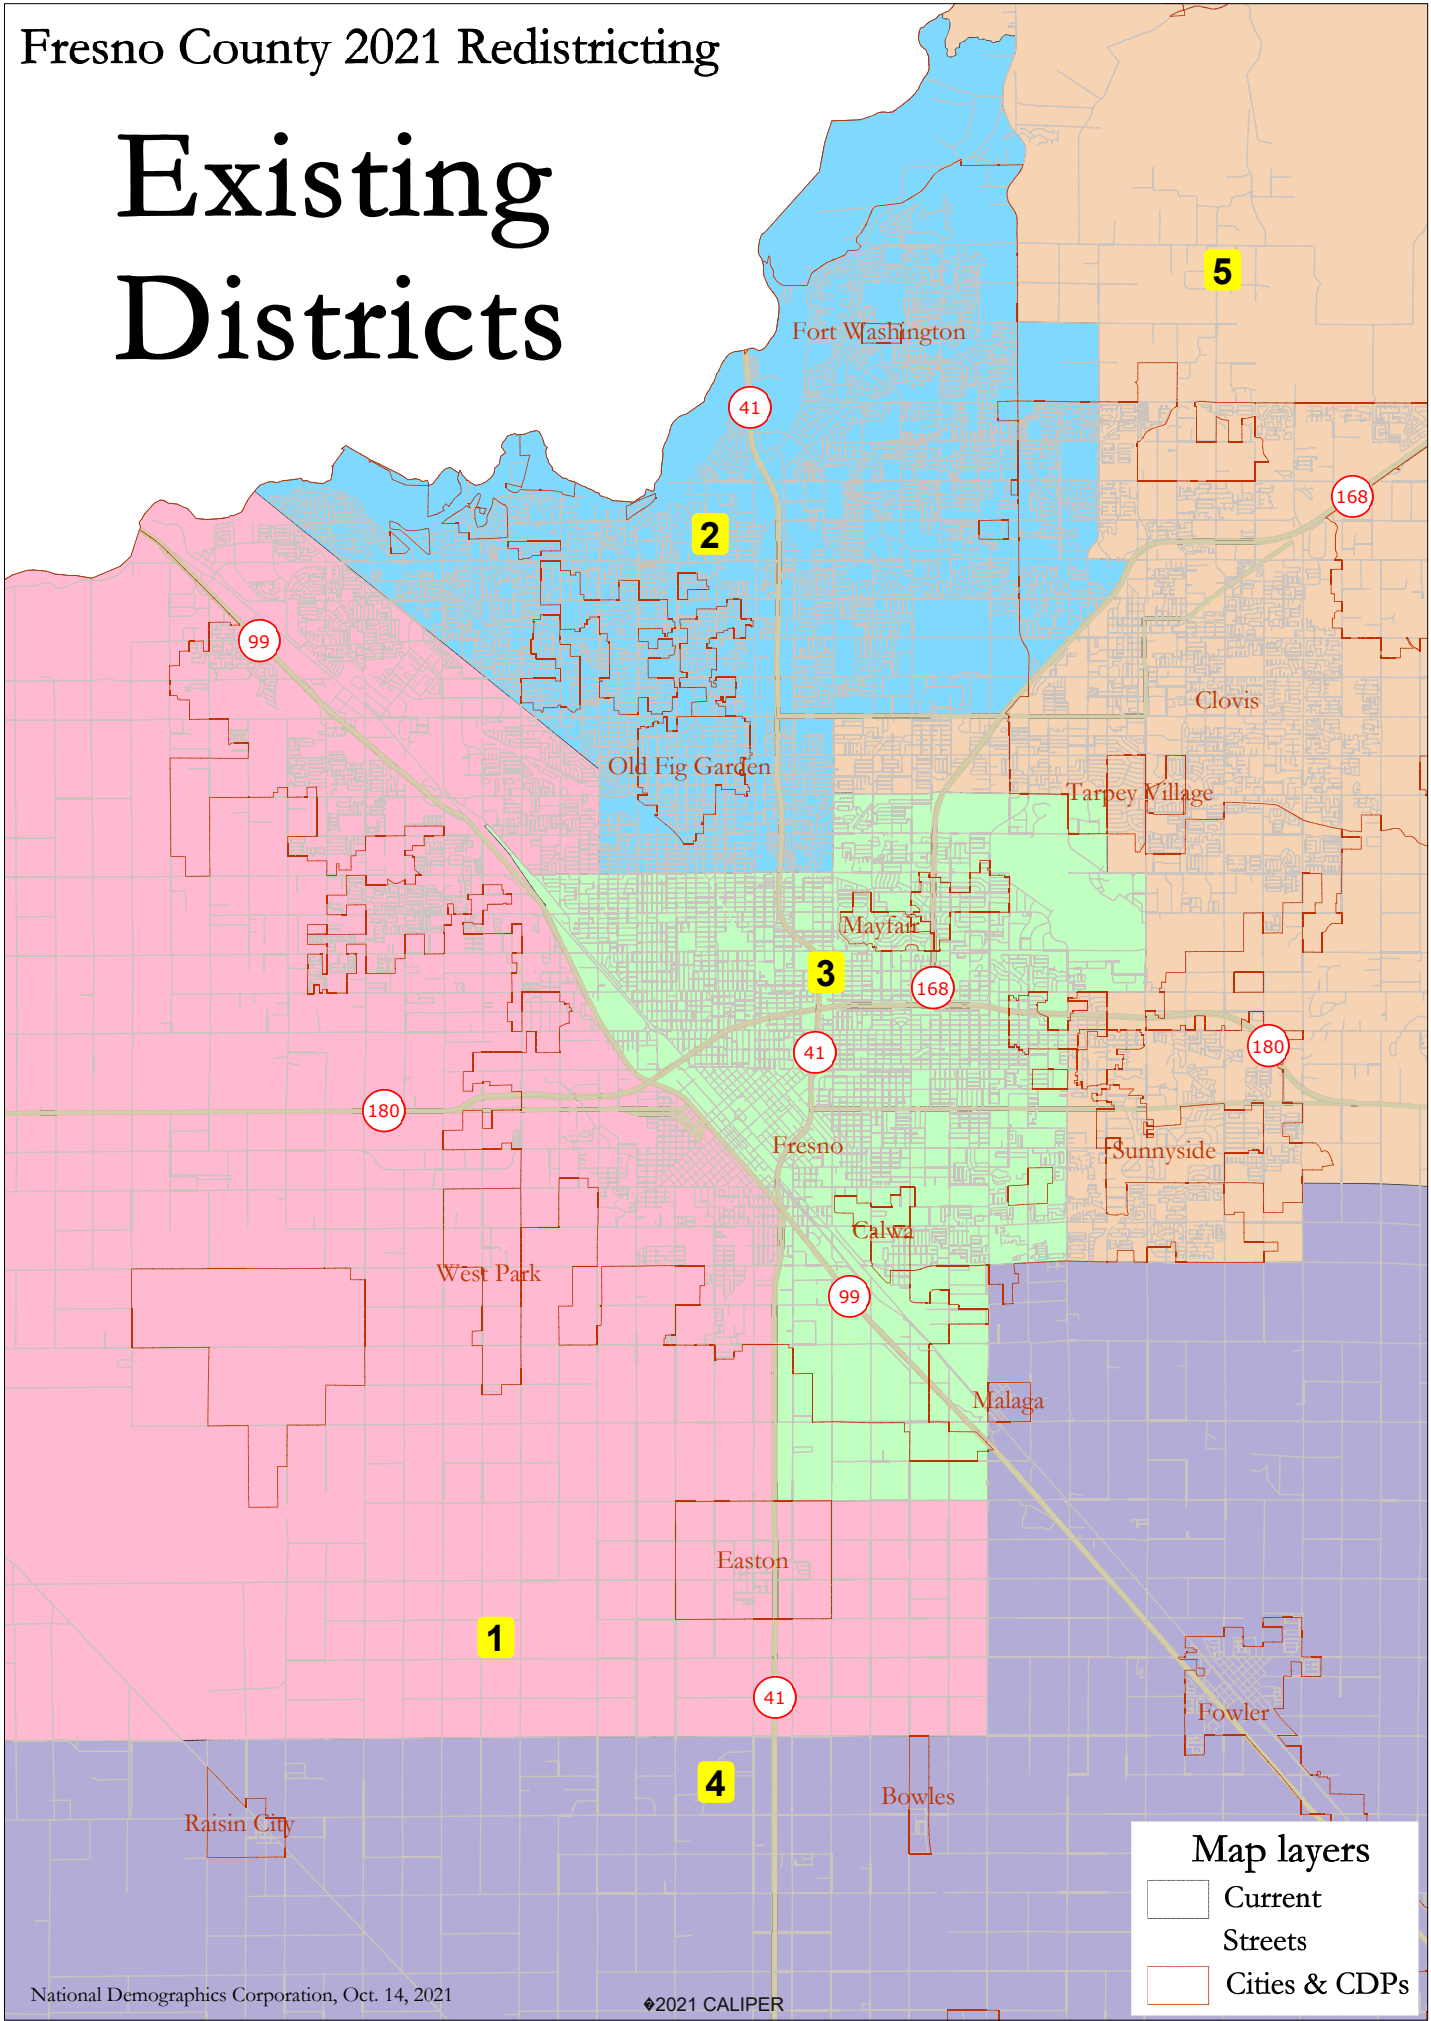 Fresno County 2021 Redistricting
Existing
Districts
5
Fort Washington
41
168
2
99
Clovis
Old Fig Garden
Tarpey Village
Mayfair
3
168
41
180
180
Fresno
Sunnyside
Calwa
West Park
99
Malaga
Easton
1
41
Fowler
4
Bowles
Raisin City
Map layers
Current
Streets
Cities & CDPs
National Demographics Corporation, Oct. 14, 2021
�2021 CALIPER